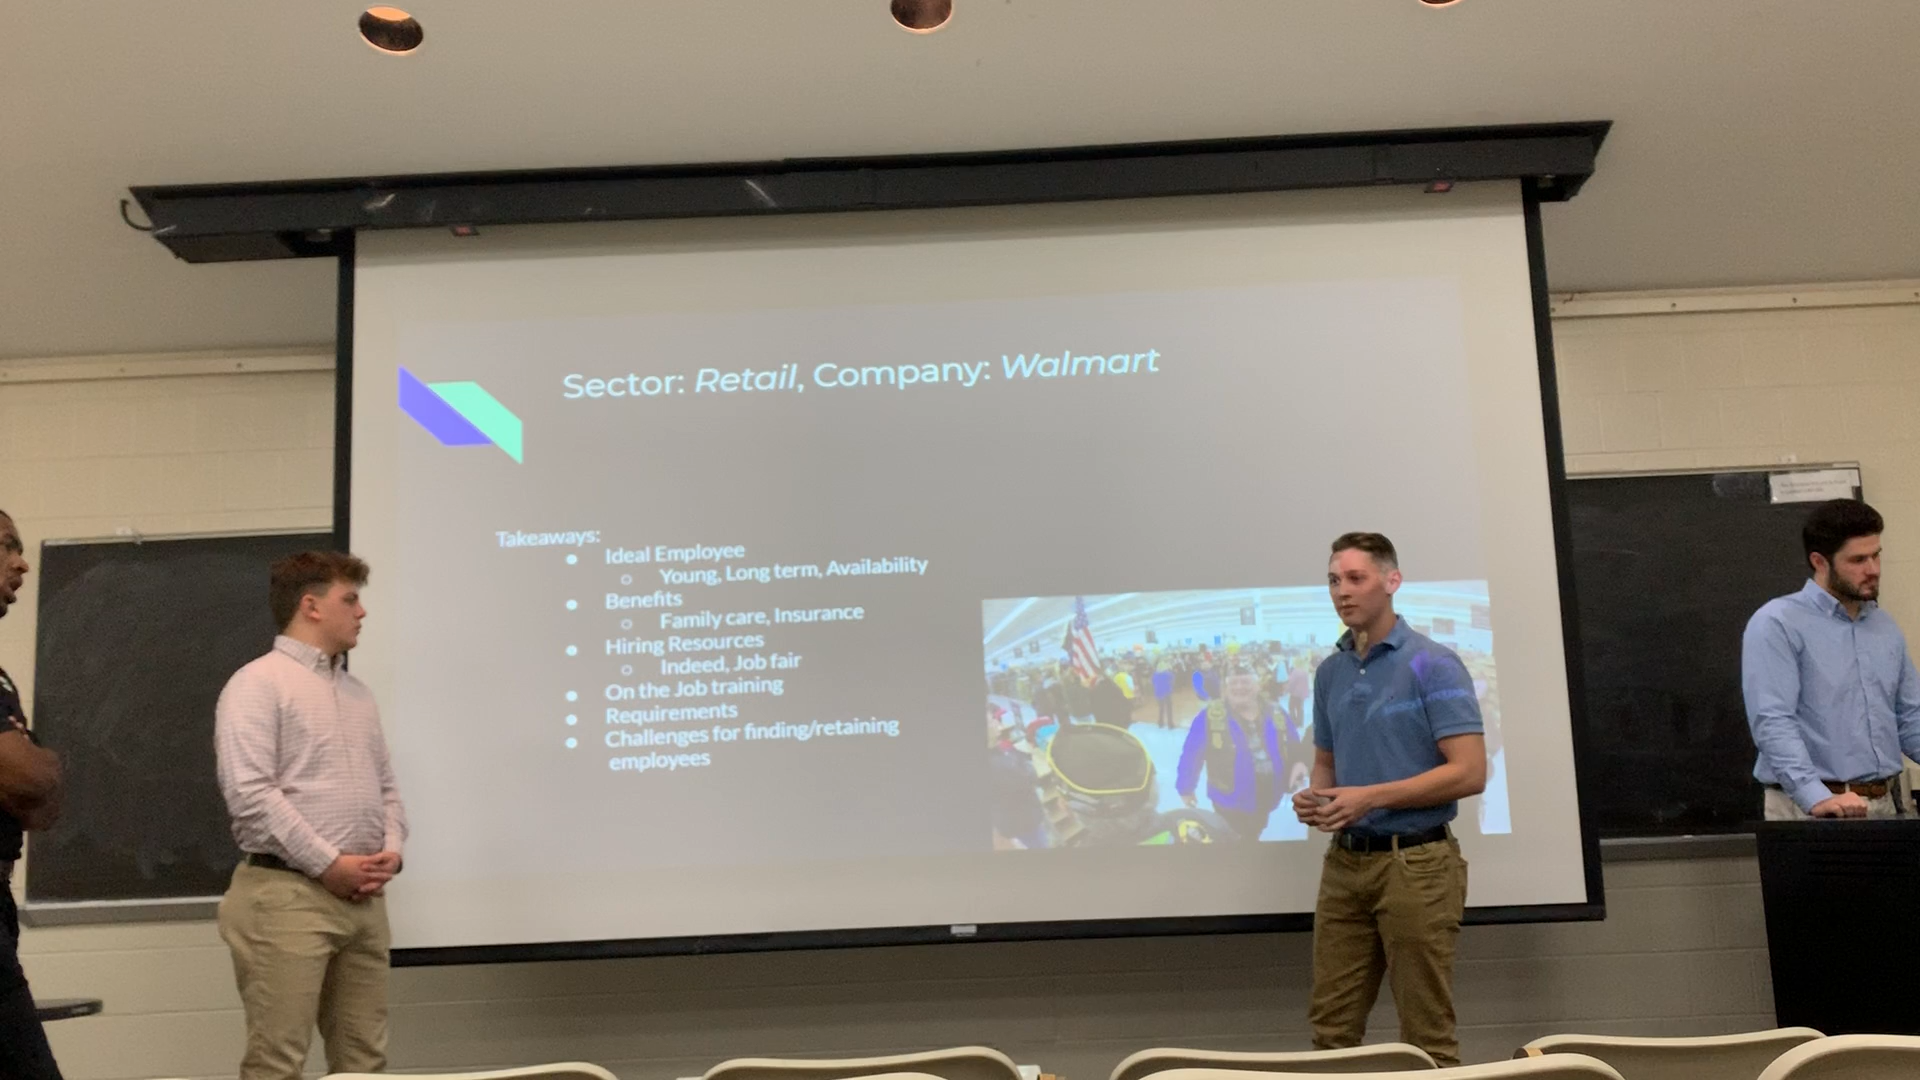 Sector: Retail, Company: Walmart
Takeaways:
● Ideal Employee
○ Young, Long term, Availability
● Benefits
○ Family care, Insurance
● Hiring Resources
○ Indeed, Job fair
● On the Job training
● Requirements
● Challenges for finding/retaining
employees